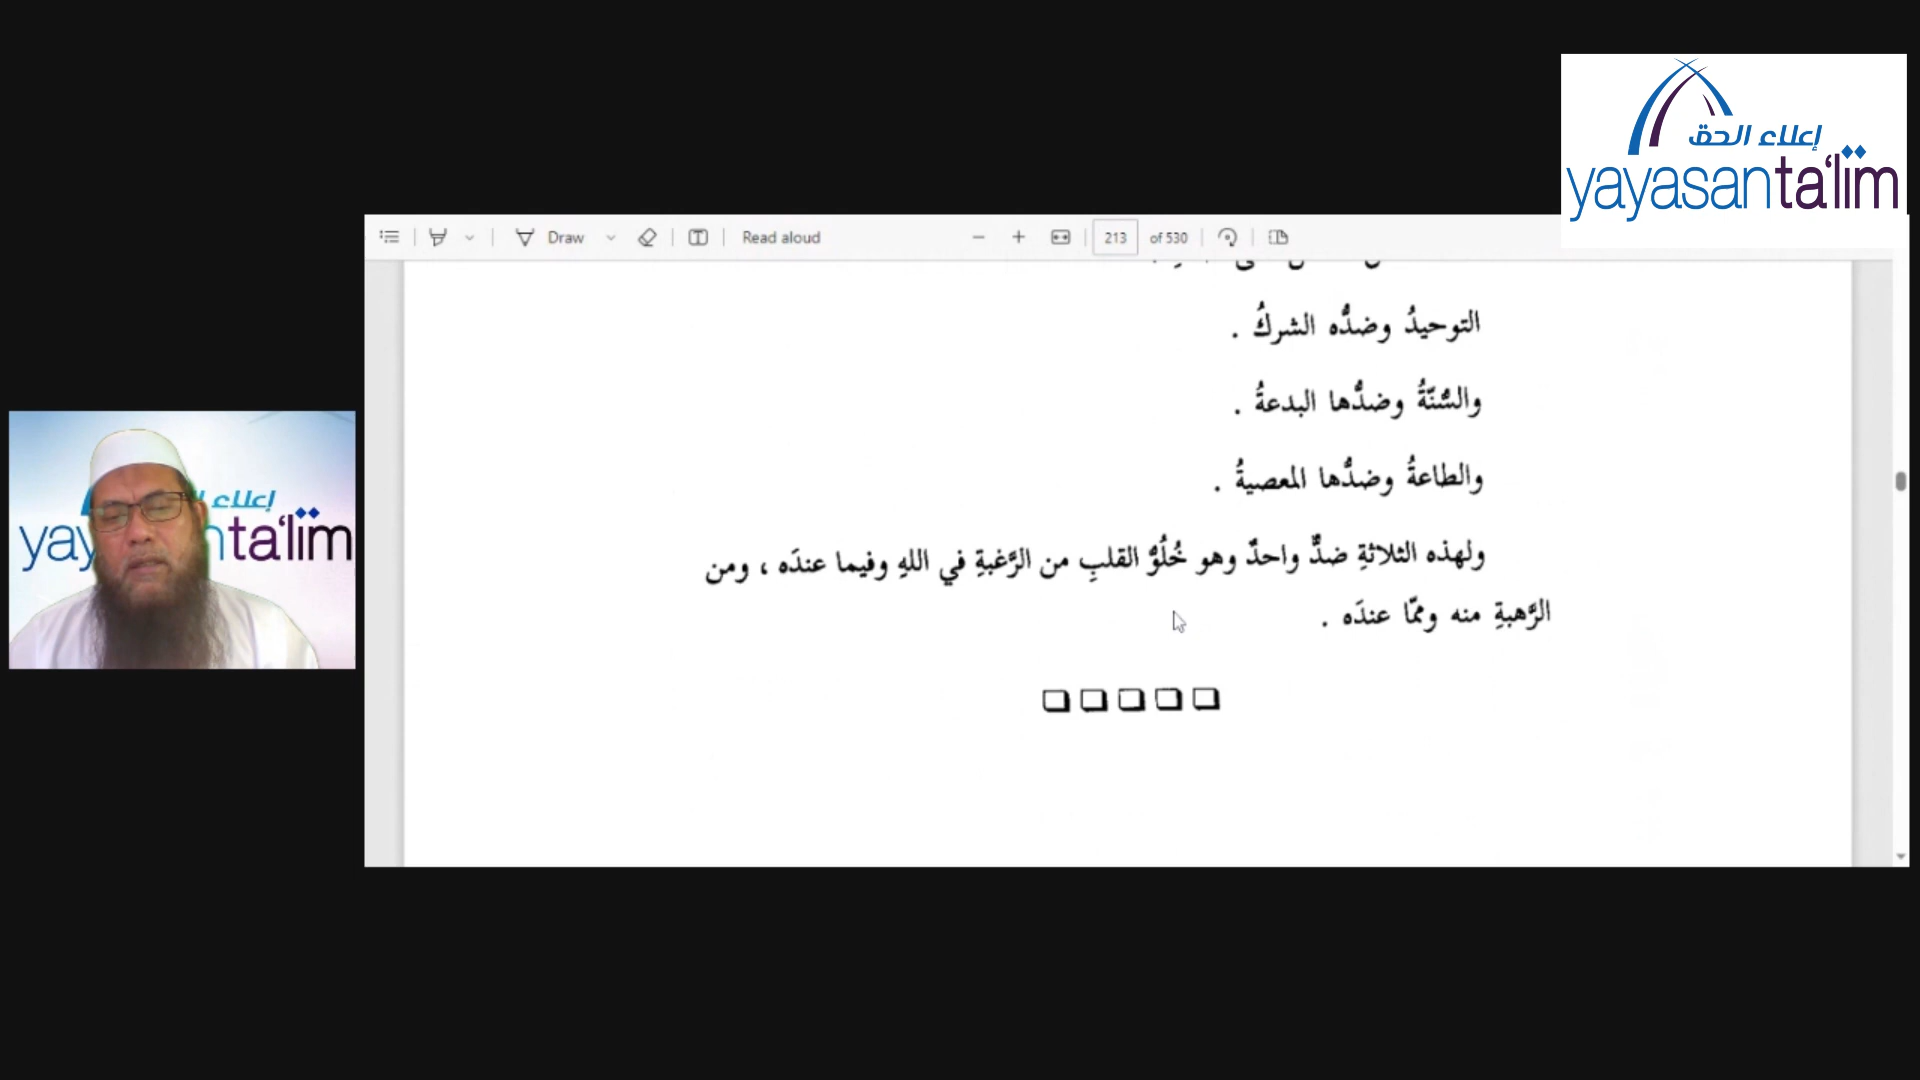 إعلاء الحق
yayasanta'lim
Draw
Read aloud
213 of 530
التوحيدُ وضدُّه الشركُ .
والسُّنّةُ وضدُّها البدعةُ .
والطاعةُ وضدُّها المعصيةُ .
ولهذه الثلاثةِ ضدٌّ واحدٌ وهو خُلُوُّ القلبِ من الرَّغبةِ في اللهِ وفيما عندَه ، ومن
الرَّهبةِ منه وممّا عندَه .
إعلاء
yay
ta'lim